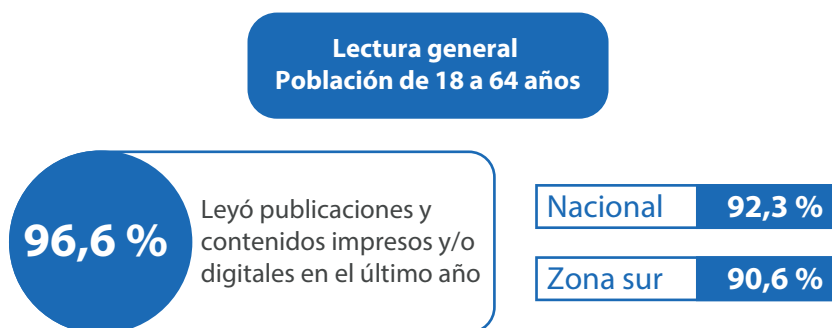 Lectura general
Población de 18 a 64 años
96,6 %
Leyó publicaciones y
contenidos impresos y/o
digitales en el último año
Nacional 92,3 %
Zona sur 90,6 %